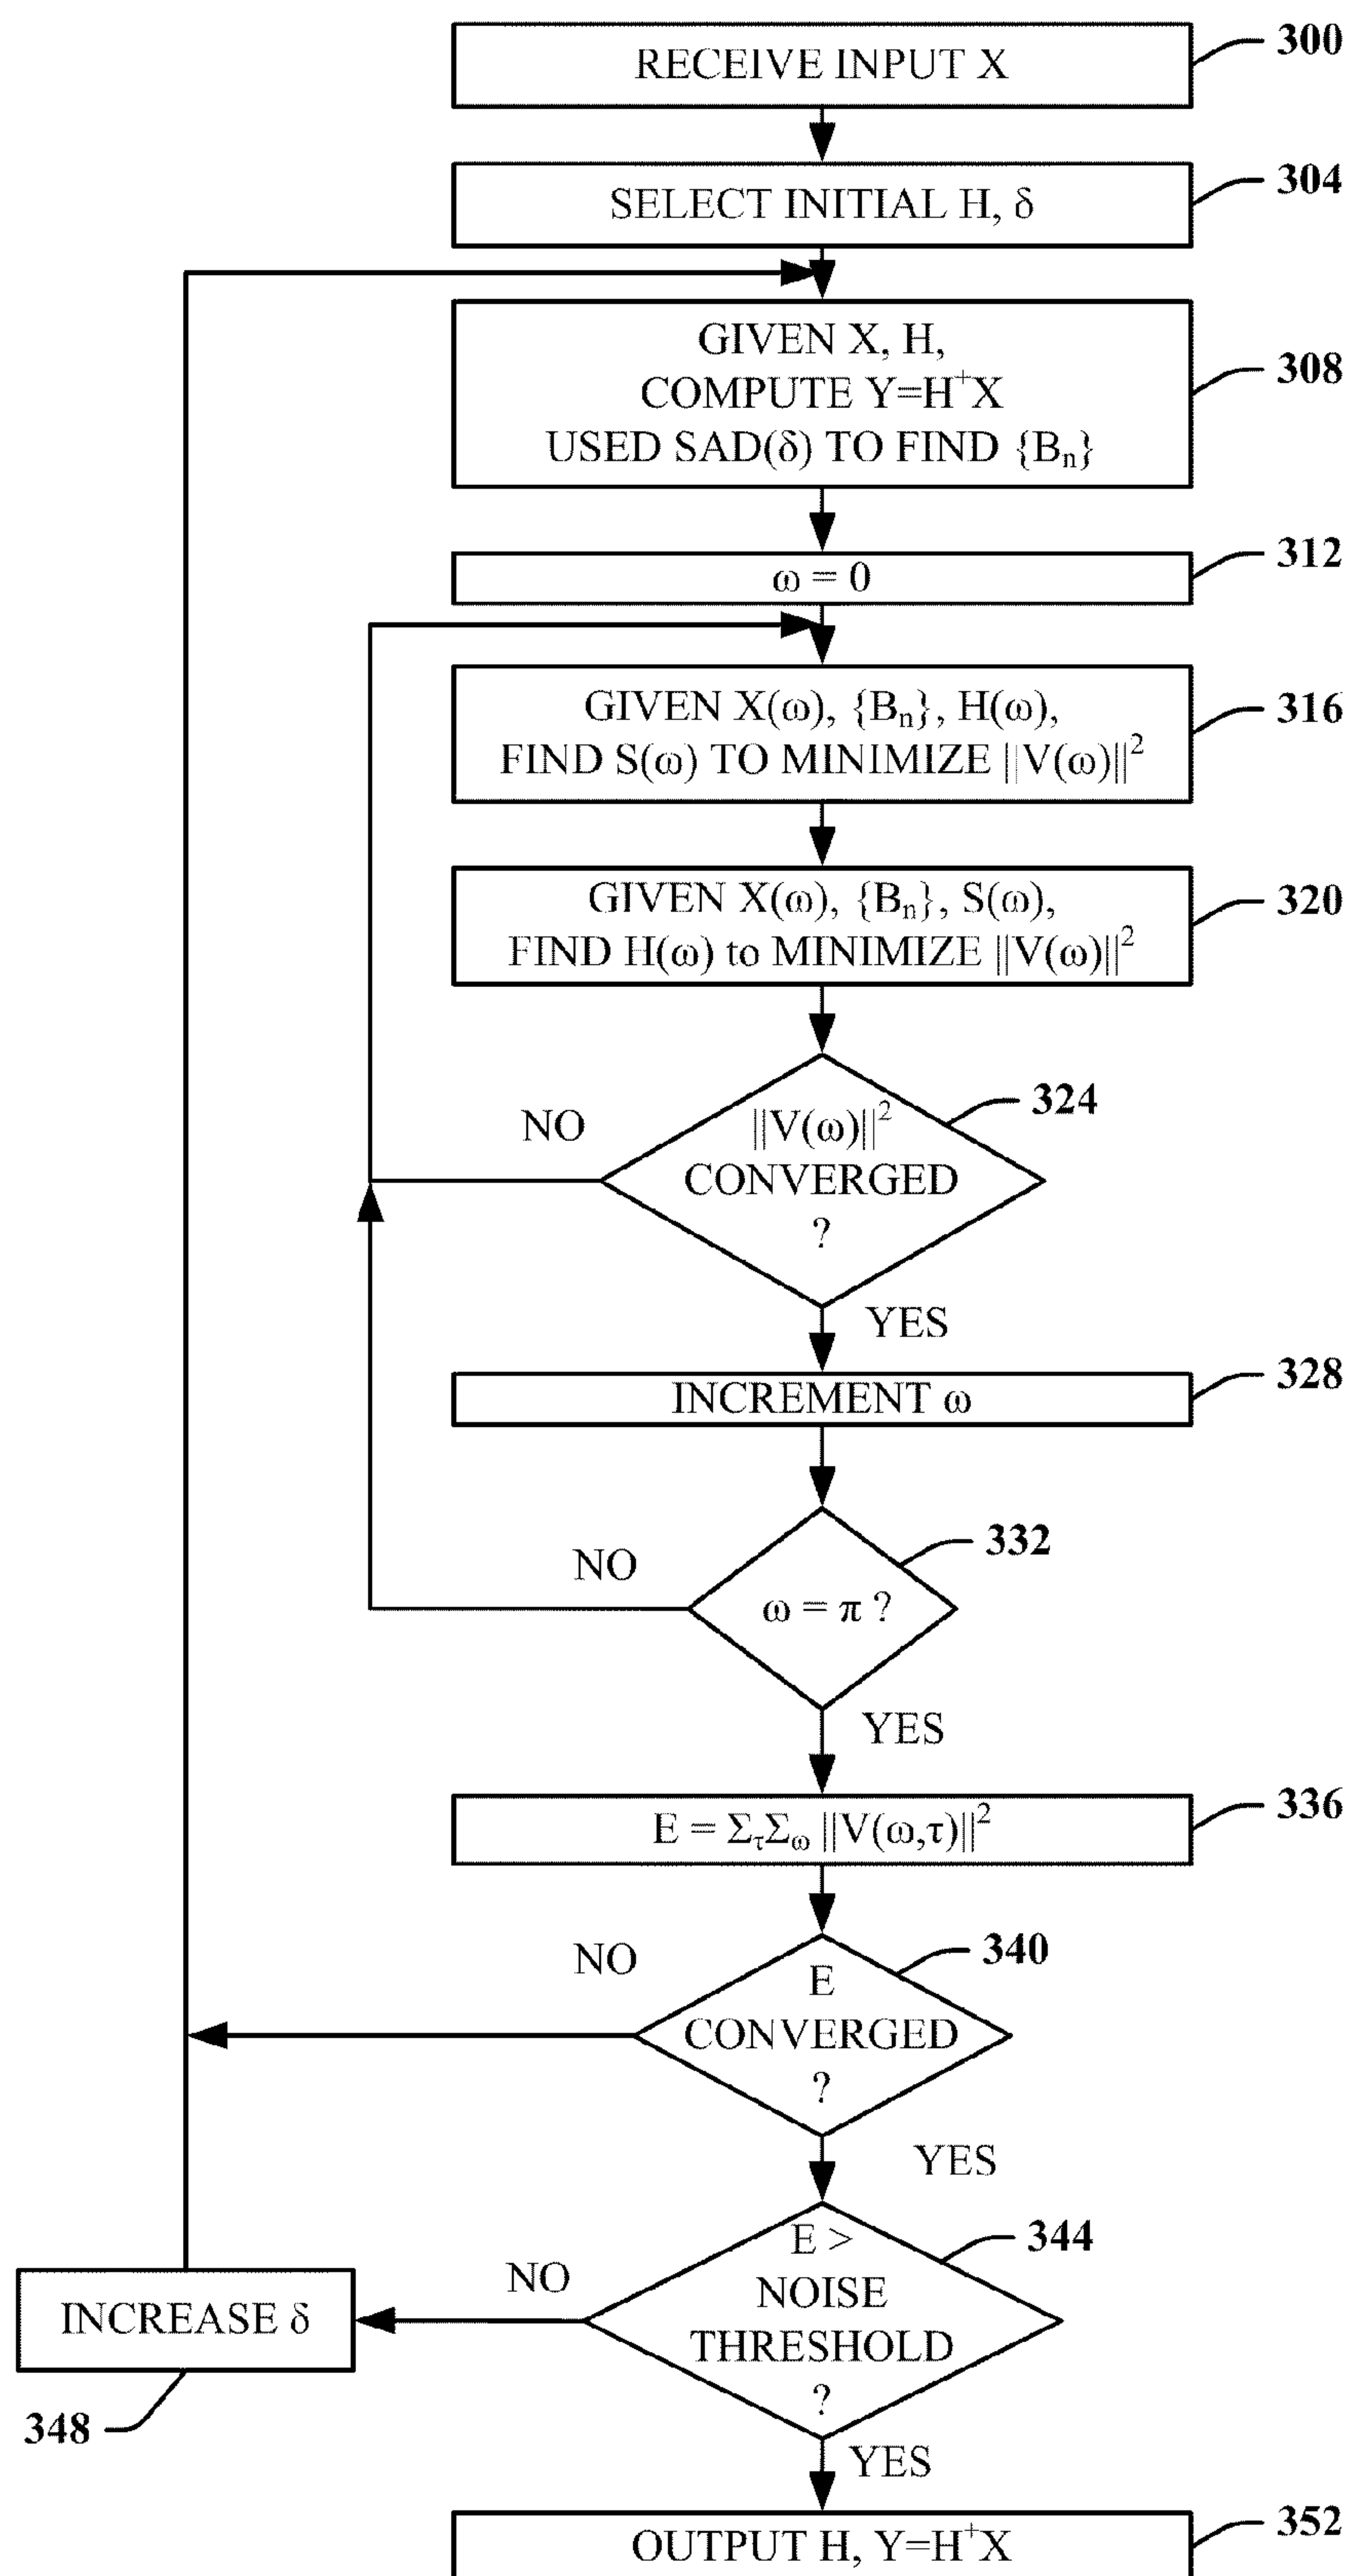 RECEIVE INPUT X
300
SELECT INITIAL H, δ
304
GIVEN X, H,
COMPUTE Y=H⁺X
USED SAD(δ) TO FIND {Bₙ}
308
ω = 0
312
GIVEN X(ω), {Bₙ}, H(ω),
FIND S(ω) TO MINIMIZE ||V(ω)||²
316
GIVEN X(ω), {Bₙ}, S(ω),
FIND H(ω) to MINIMIZE ||V(ω)||²
320
||V(ω)||²
CONVERGED
?
324
NO
YES
INCREMENT ω
328
ω = π ?
332
NO
YES
E = Σ_τΣ_ω ||V(ω,τ)||²
336
E
CONVERGED
?
340
NO
YES
E >
NOISE
THRESHOLD
?
344
NO
INCREASE δ
348
YES
OUTPUT H, Y=H⁺X
352